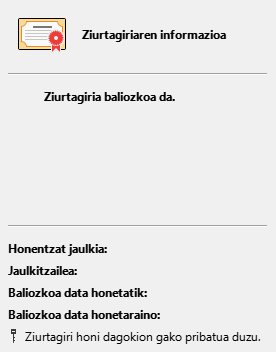 Ziurtagiriaren informazioa
Ziurtagiria baliozkoa da.
Honentzat jaulkia:
Jaulkitzailea:
Baliozkoa data honetatik:
Baliozkoa data honetaraino:
Ziurtagiri honi dagokion gako pribatua duzu.